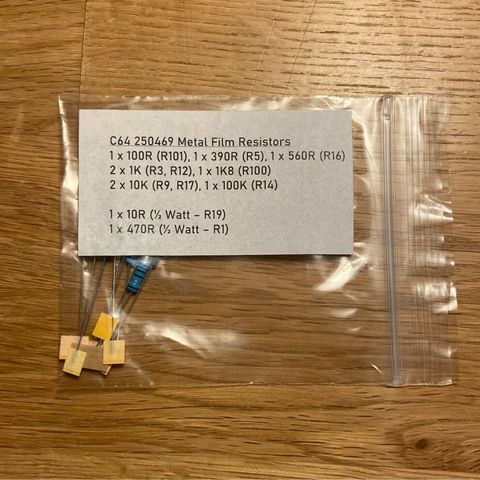 C64 250469 Metal Film Resistors
1 x 100R (R101), 1 x 390R (R5), 1 x 560R (R16)
2 x 1K (R3, R12), 1 x 1K8 (R100)
2 x 10K (R9, R17), 1 x 100K (R14)
1 x 10R (½ Watt – R19)
1 x 470R (½ Watt – R1)